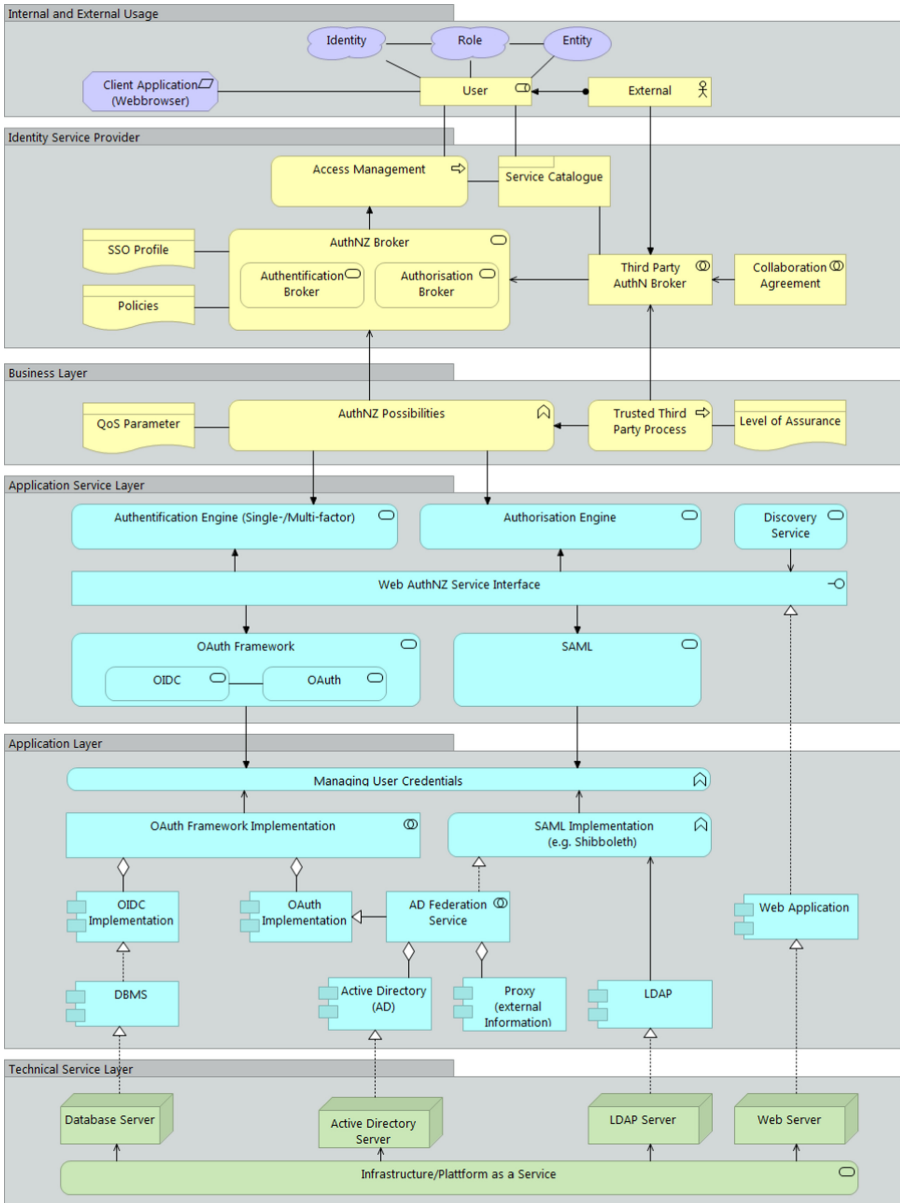 Internal and External Usage
Identity
Role
Entity
Client Application
(Webbrowser)
User
External
Identity Service Provider
Access Management
Service Catalogue
SSO Profile
AuthNZ Broker
Authentification
Broker
Authorisation
Broker
Third Party
AuthN Broker
Collaboration
Agreement
Policies
Business Layer
QoS Parameter
AuthNZ Possibilities
Trusted Third
Party Process
Level of Assurance
Application Service Layer
Authentification Engine (Single-/Multi-factor)
Authorisation Engine
Discovery
Service
Web AuthNZ Service Interface
OAuth Framework
OIDC
OAuth
SAML
Application Layer
Managing User Credentials
OAuth Framework Implementation
SAML Implementation
(e.g. Shibboleth)
OIDC
Implementation
OAuth
Implementation
AD Federation
Service
Web Application
DBMS
Active Directory
(AD)
Proxy
(external
Information)
LDAP
Technical Service Layer
Database Server
Active Directory
Server
LDAP Server
Web Server
Infrastructure/Plattform as a Service